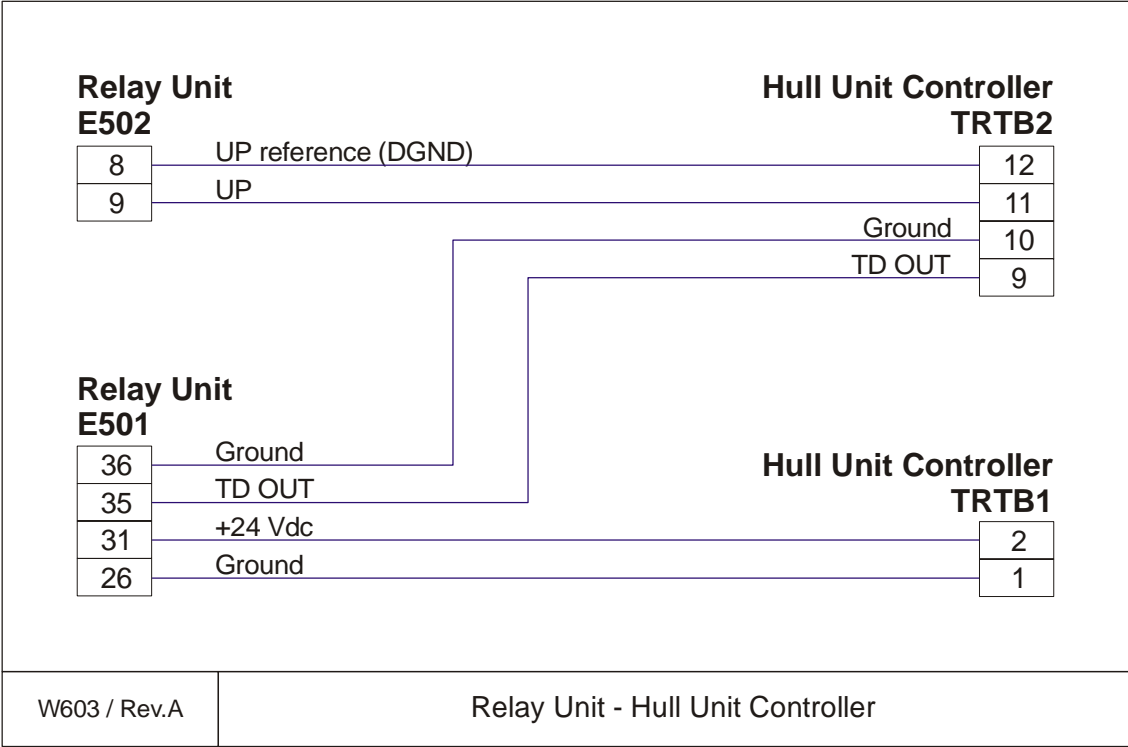 Relay Unit
E502
Hull Unit Controller
TRTB2
8
UP reference (DGND)
12
9
UP
11
Ground
10
TD OUT
9
Relay Unit
E501
36
Ground
35
TD OUT
31
+24 Vdc
26
Ground
Hull Unit Controller
TRTB1
2
1
W603 / Rev.A
Relay Unit - Hull Unit Controller